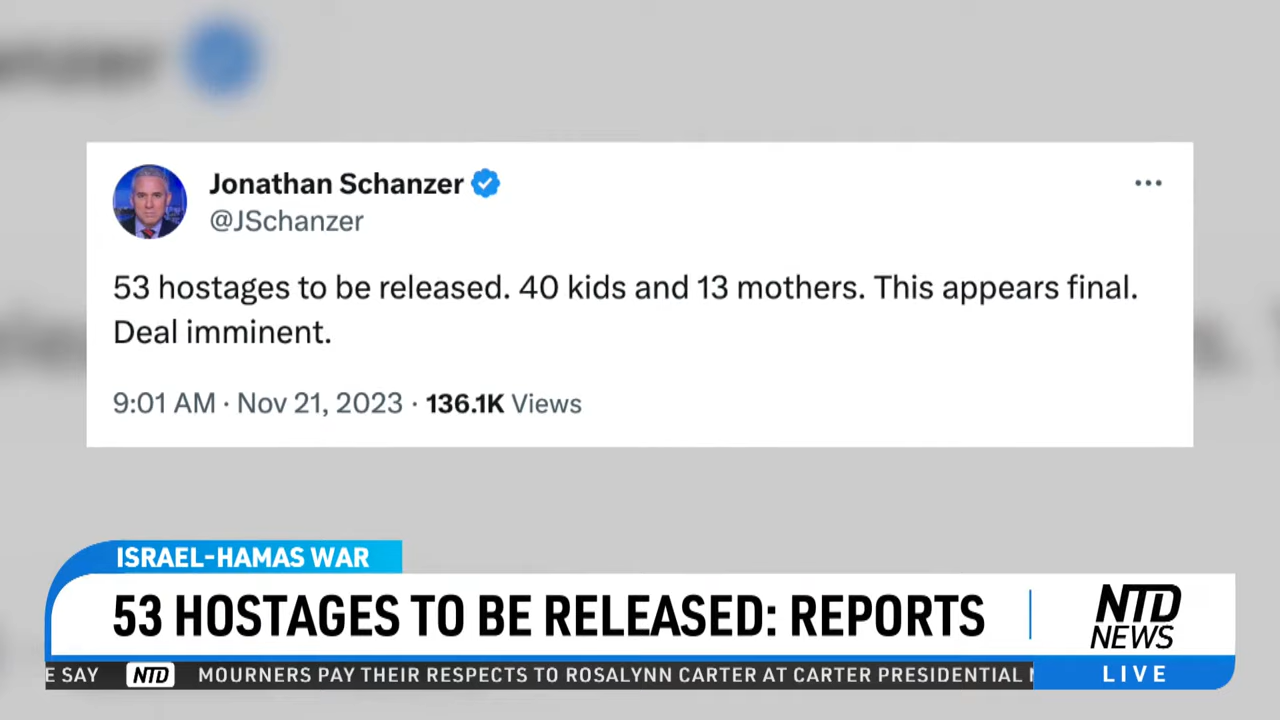 Jonathan Schanzer
@JSchanzer
53 hostages to be released. 40 kids and 13 mothers. This appears final.
Deal imminent.
9:01 AM · Nov 21, 2023 · 136.1K Views
ISRAEL-HAMAS WAR
53 HOSTAGES TO BE RELEASED: REPORTS
NTD
NEWS
E SAY NTD MOURNERS PAY THEIR RESPECTS TO ROSALYNN CARTER AT CARTER PRESIDENTIAL
LIVE